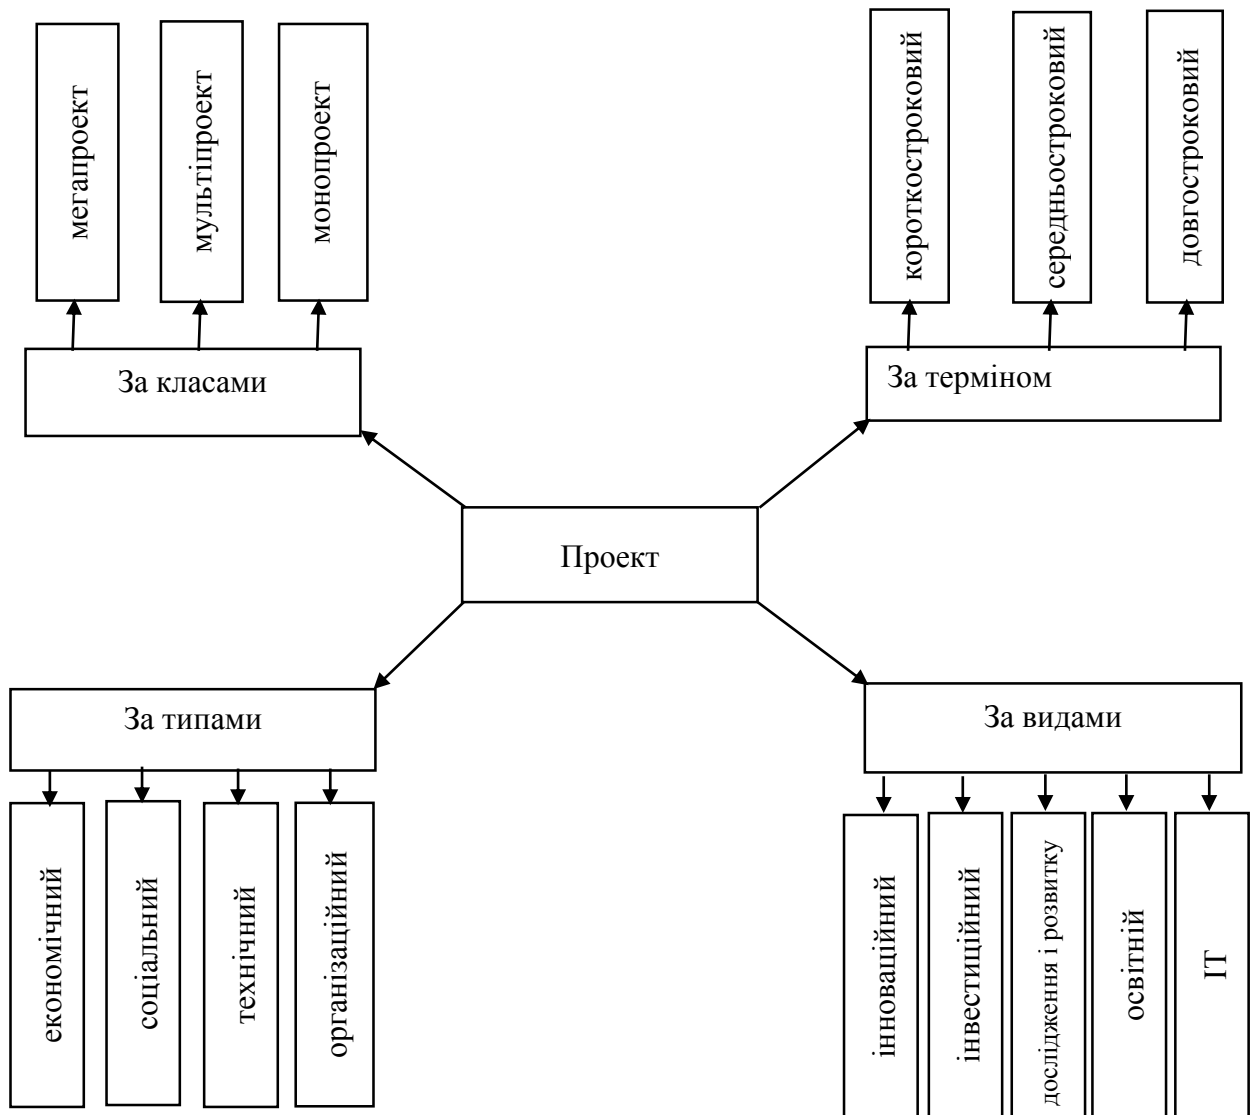 мегапроект
мультіпроект
монопроект
короткостроковий
середньостроковий
довгостроковий
За класами
За терміном
Проект
За типами
За видами
економічний
соціальний
технічний
організаційний
інноваційний
інвестиційний
дослідження і розвитку
освітній
ІТ